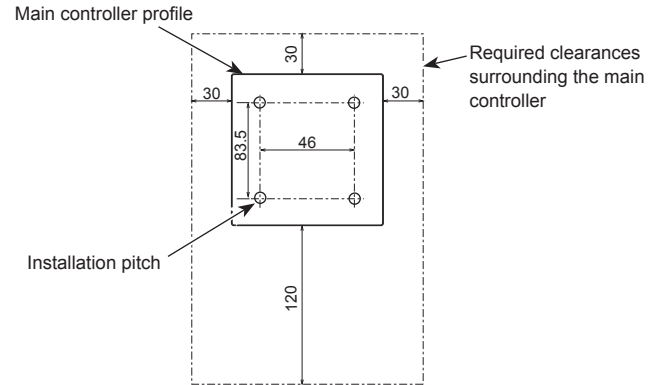 Main controller profile
30
Required clearances
surrounding the main
controller
30
30
83.5
46
Installation pitch
120